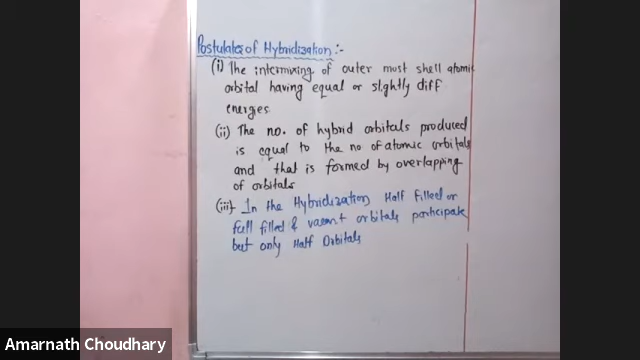 Postulates of Hybridization :-
(i) The intermixing of outer most shell atomic
orbital having equal or slightly diff
energies.
(ii) The no. of hybrid orbitals produced
is equal to the no of atomic orbitals
and that is formed by overlapping
of orbitals
(iii) In the Hybridization, Half filled or
full filled & vacant orbitals participate
but only Half Orbitals
Amarnath Choudhary